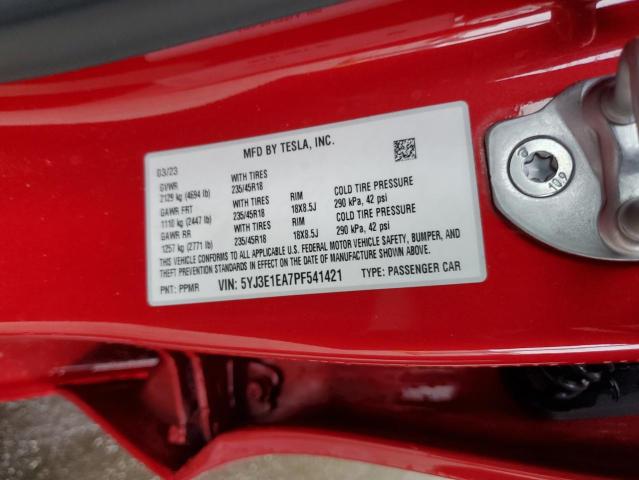 MFD BY TESLA, INC.
03/23
GVWR WITH TIRES
2129 kg (4694 lb) 235/45R18
GAWR FRT WITH TIRES RIM COLD TIRE PRESSURE
1110 kg (2447 lb) 235/45R18 18X8.5J 290 kPa, 42 psi
GAWR RR WITH TIRES RIM COLD TIRE PRESSURE
1257 kg (2771 lb) 235/45R18 18X8.5J 290 kPa, 42 psi
THIS VEHICLE CONFORMS TO ALL APPLICABLE U.S. FEDERAL MOTOR VEHICLE SAFETY, BUMPER, AND
THEFT PREVENTION STANDARDS IN EFFECT ON THE DATE OF MANUFACTURE SHOWN ABOVE.
PNT: PPMR VIN: 5YJ3E1EA7PF541421 TYPE: PASSENGER CAR